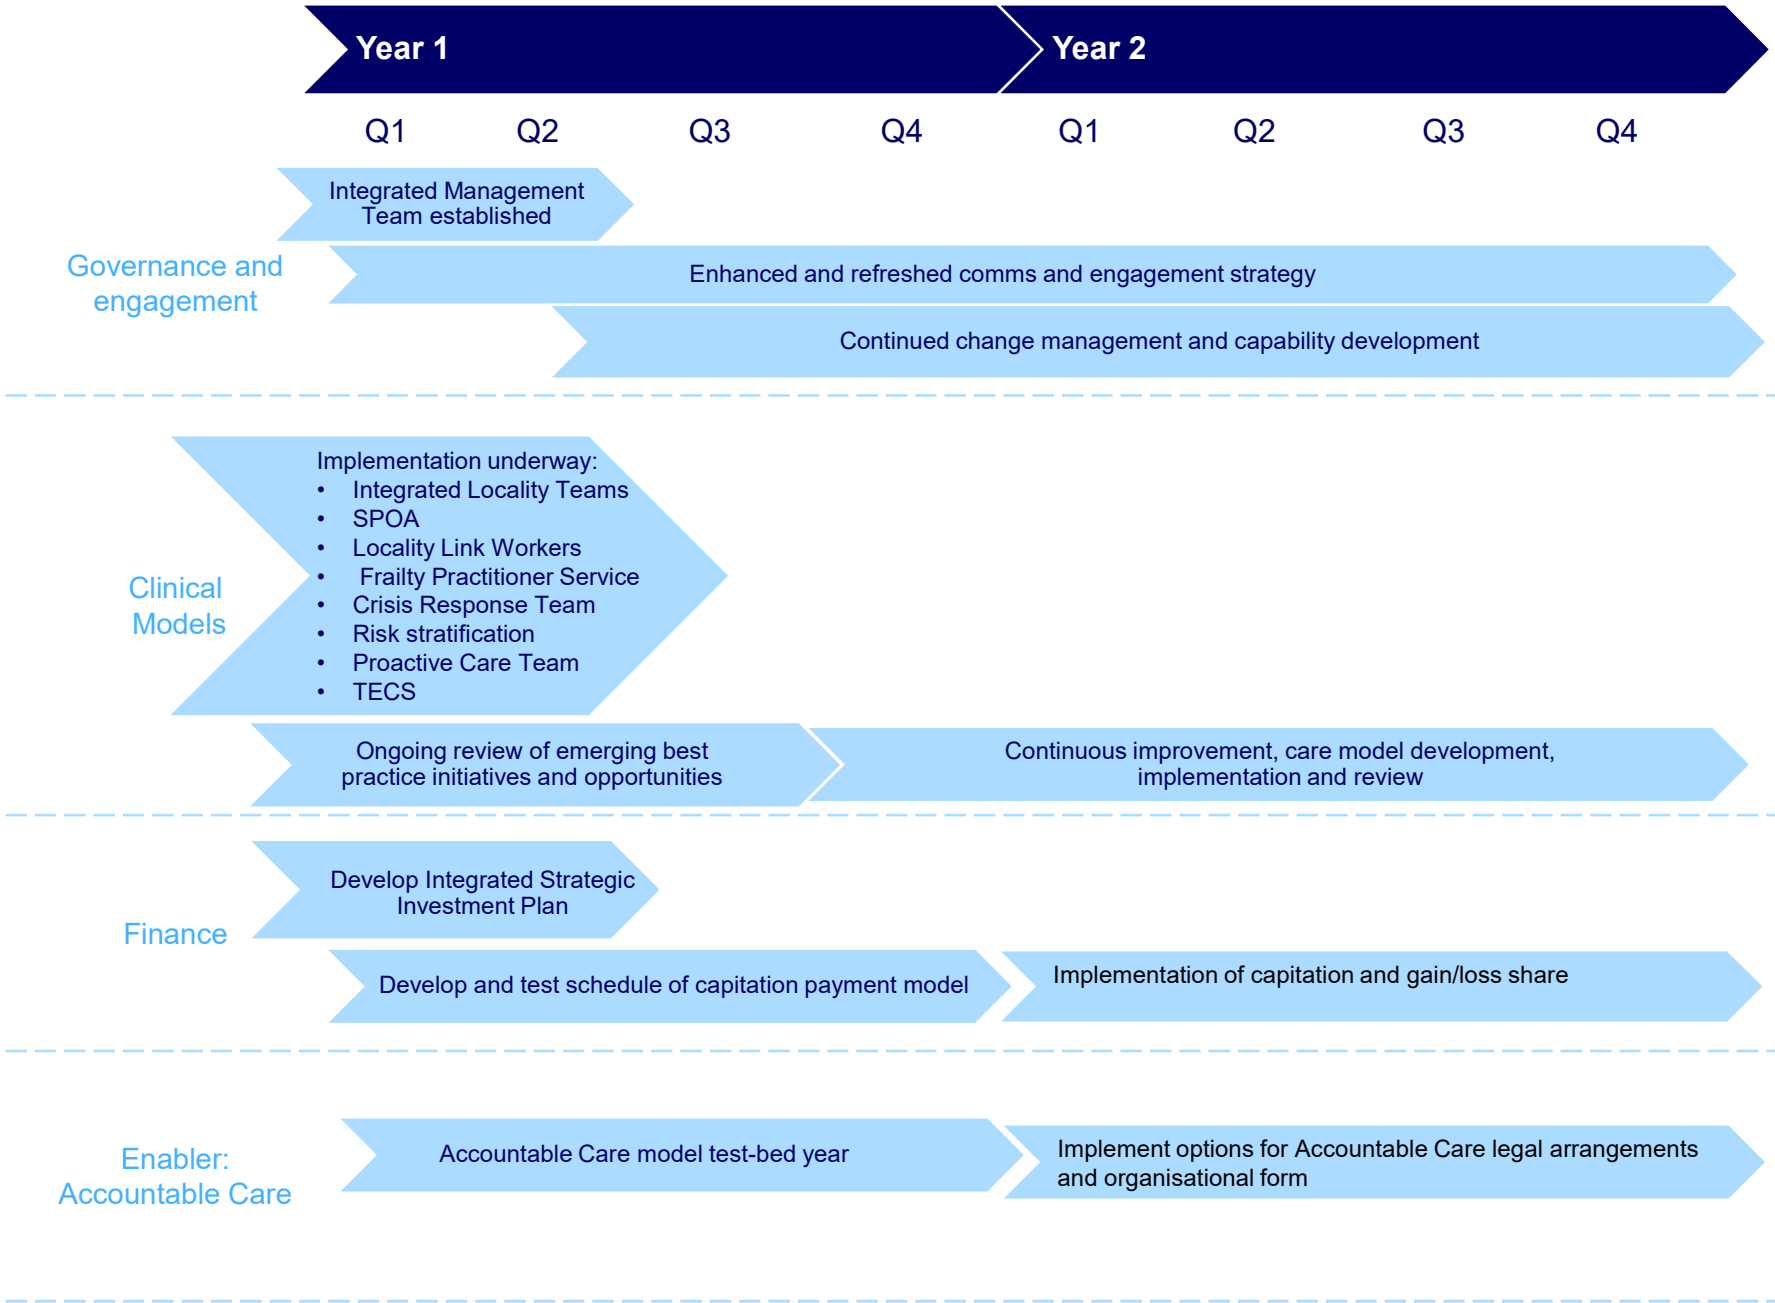 Year 1
Year 2
Q1
Q2
Q3
Q4
Q1
Q2
Q3
Q4
Governance and
engagement
Integrated Management
Team established
Enhanced and refreshed comms and engagement strategy
Continued change management and capability development
Clinical
Models
Implementation underway:
• Integrated Locality Teams
• SPOA
• Locality Link Workers
• Frailty Practitioner Service
• Crisis Response Team
• Risk stratification
• Proactive Care Team
• TECS
Ongoing review of emerging best
practice initiatives and opportunities
Continuous improvement, care model development,
implementation and review
Finance
Develop Integrated Strategic
Investment Plan
Develop and test schedule of capitation payment model
Implementation of capitation and gain/loss share
Enabler:
Accountable Care
Accountable Care model test-bed year
Implement options for Accountable Care legal arrangements
and organisational form